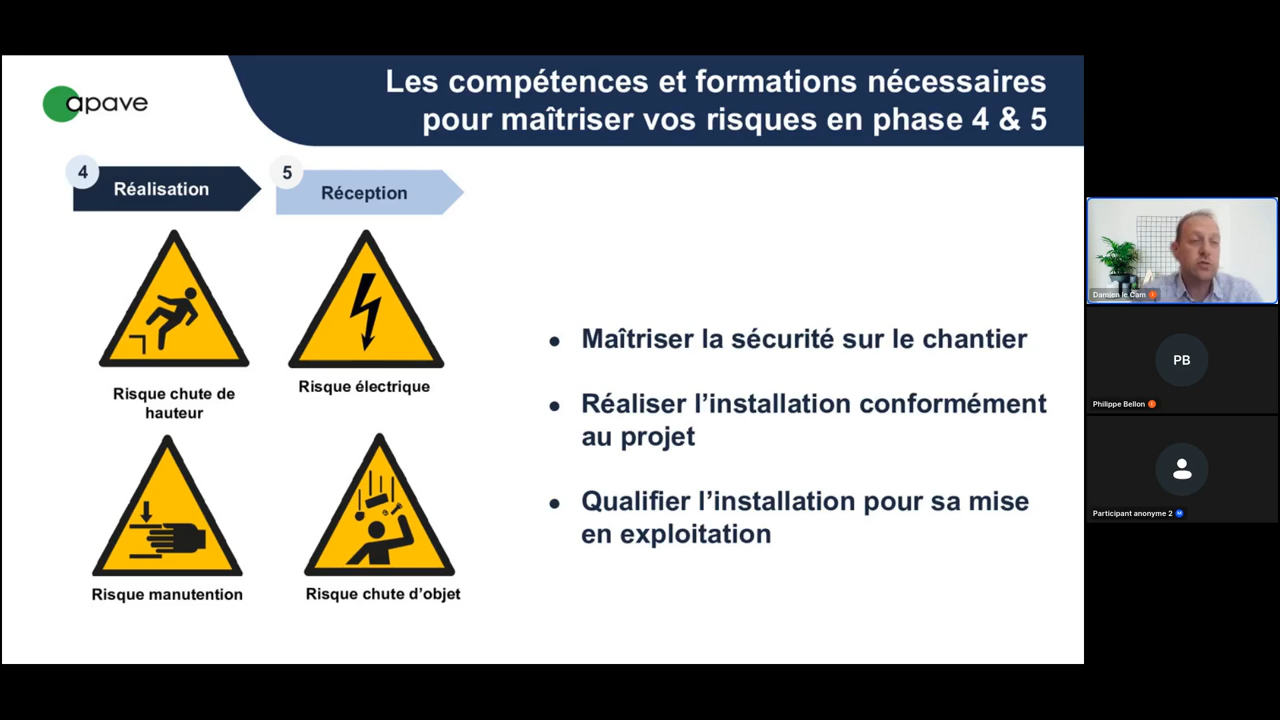 apave
Les compétences et formations nécessaires
pour maîtriser vos risques en phase 4 & 5
4
Réalisation
5
Réception
Risque chute de
hauteur
Risque électrique
Risque manutention
Risque chute d’objet
• Maîtriser la sécurité sur le chantier
• Réaliser l’installation conformément
au projet
• Qualifier l’installation pour sa mise
en exploitation
Damien le Cam
PB
Philippe Bellon
Participant anonyme 2
M